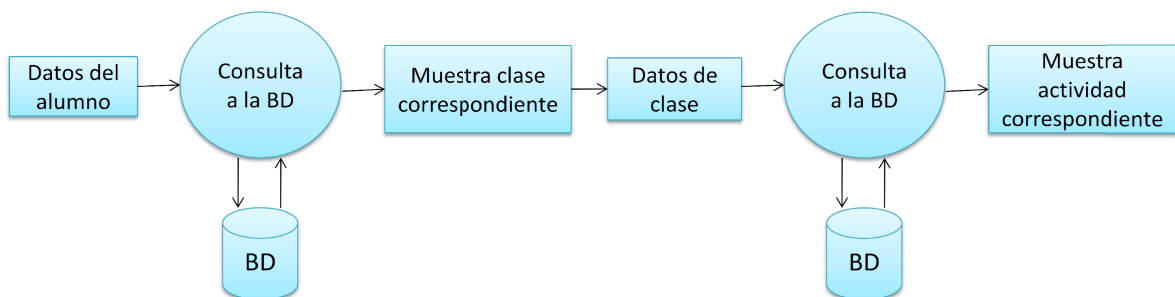 Datos del
alumno
Consulta
a la BD
Muestra clase
correspondiente
Datos de
clase
Consulta
a la BD
Muestra
actividad
correspondiente
BD
BD